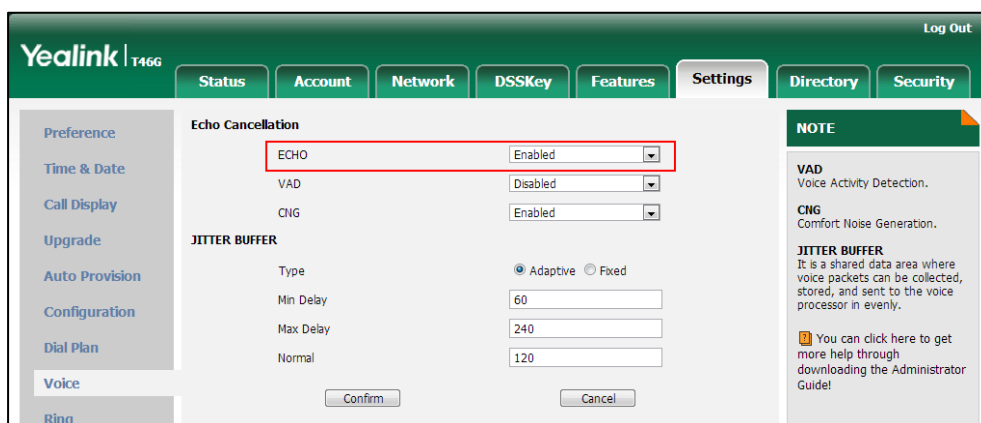 Log Out
Yealink | T46G
Status Account Network DSSKey Features Settings Directory Security
Preference
Time & Date
Call Display
Upgrade
Auto Provision
Configuration
Dial Plan
Voice
Ring
Echo Cancellation
ECHO Enabled
VAD Disabled
CNG Enabled
JITTER BUFFER
Type Adaptive Fixed
Min Delay 60
Max Delay 240
Normal 120
Confirm Cancel
NOTE
VAD
Voice Activity Detection.
CNG
Comfort Noise Generation.
JITTER BUFFER
It is a shared data area where
voice packets can be collected,
stored, and sent to the voice
processor in evenly.
You can click here to get
more help through
downloading the Administrator
Guide!